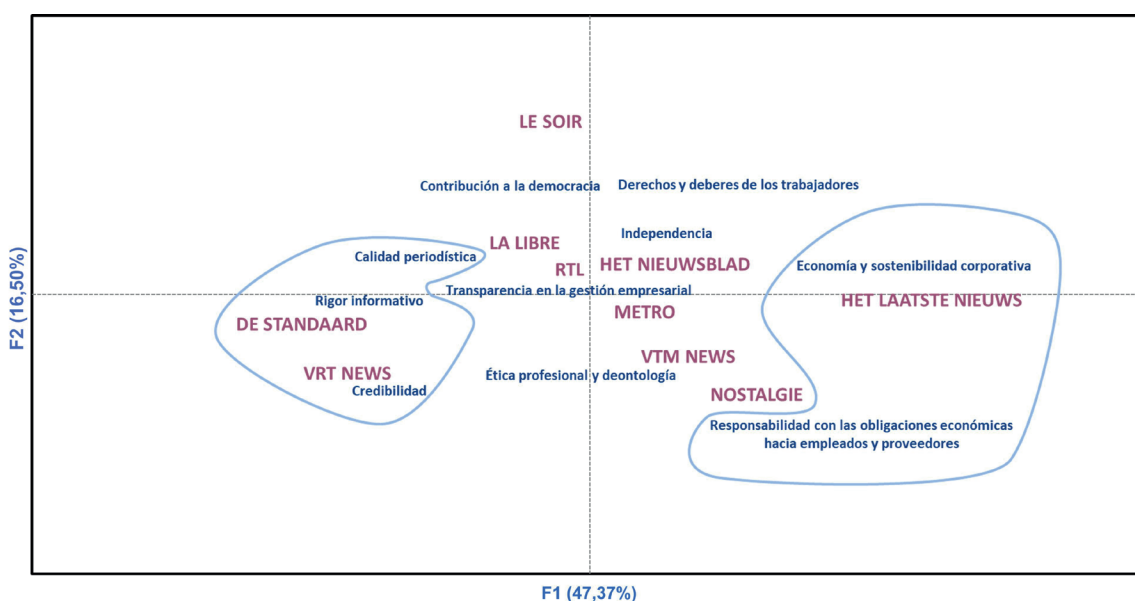 LE SOIR
Contribución a la democracia
Derechos y deberes de los trabajadores
Independencia
LA LIBRE
Calidad periodística
RTL
HET NIEUWSBLAD
Economía y sostenibilidad corporativa
Transparencia en la gestión empresarial
Rigor informativo
HET LAATSTE NIEUWS
METRO
DE STANDAARD
VTM NEWS
VRT NEWS
Ética profesional y deontología
Credibilidad
NOSTALGIE
Responsabilidad con las obligaciones económicas
hacia empleados y proveedores
F2 (16,50%)
F1 (47,37%)